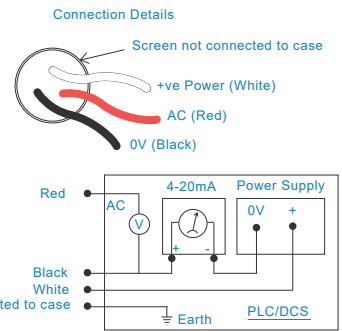 Connection Details
Screen not connected to case
+ve Power (White)
AC (Red)
0V (Black)
Red
AC
V
4-20mA
+ -
Power Supply
0V +
Black
White
to case
Earth
PLC/DCS